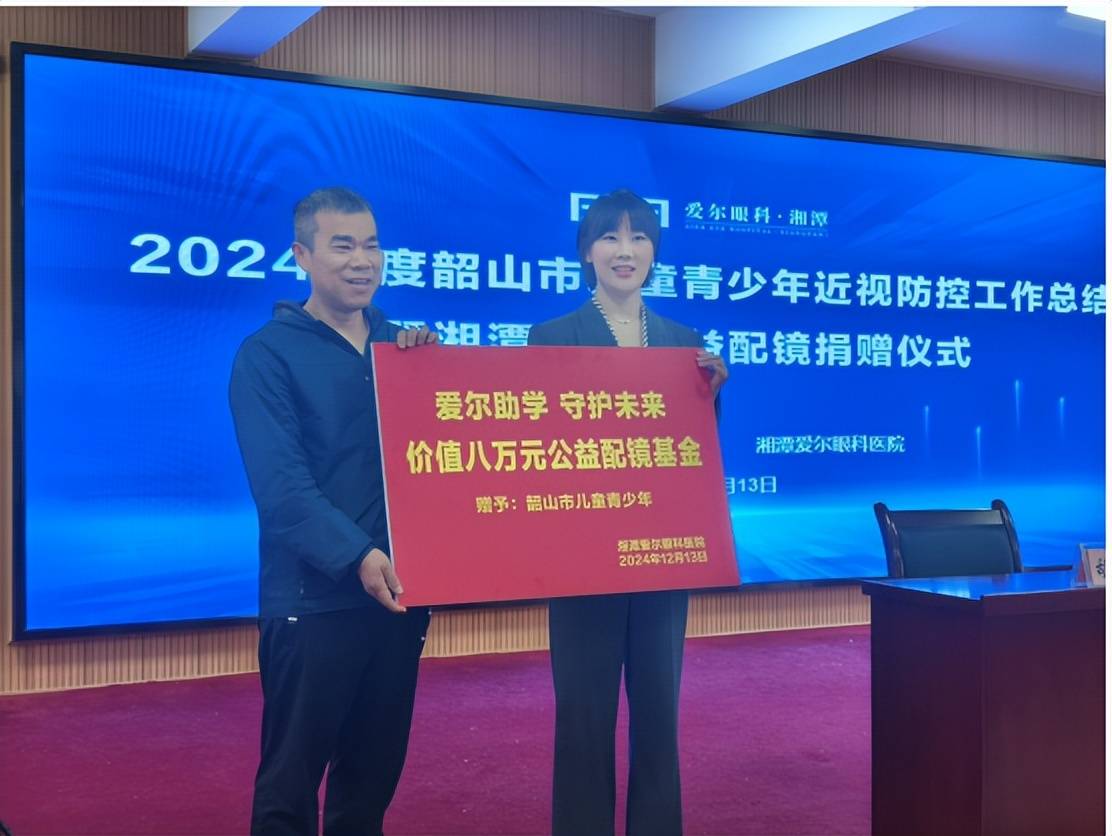 爱尔眼科·湘潭
2024 度韶山市儿童青少年近视防控工作总结
湘潭 益配镜捐赠仪式
湘潭爱尔眼科医院
月13日
爱尔助学 守护未来
价值八万元公益配镜基金
赠予：韶山市儿童青少年
湘潭爱尔眼科医院
2024年12月13日